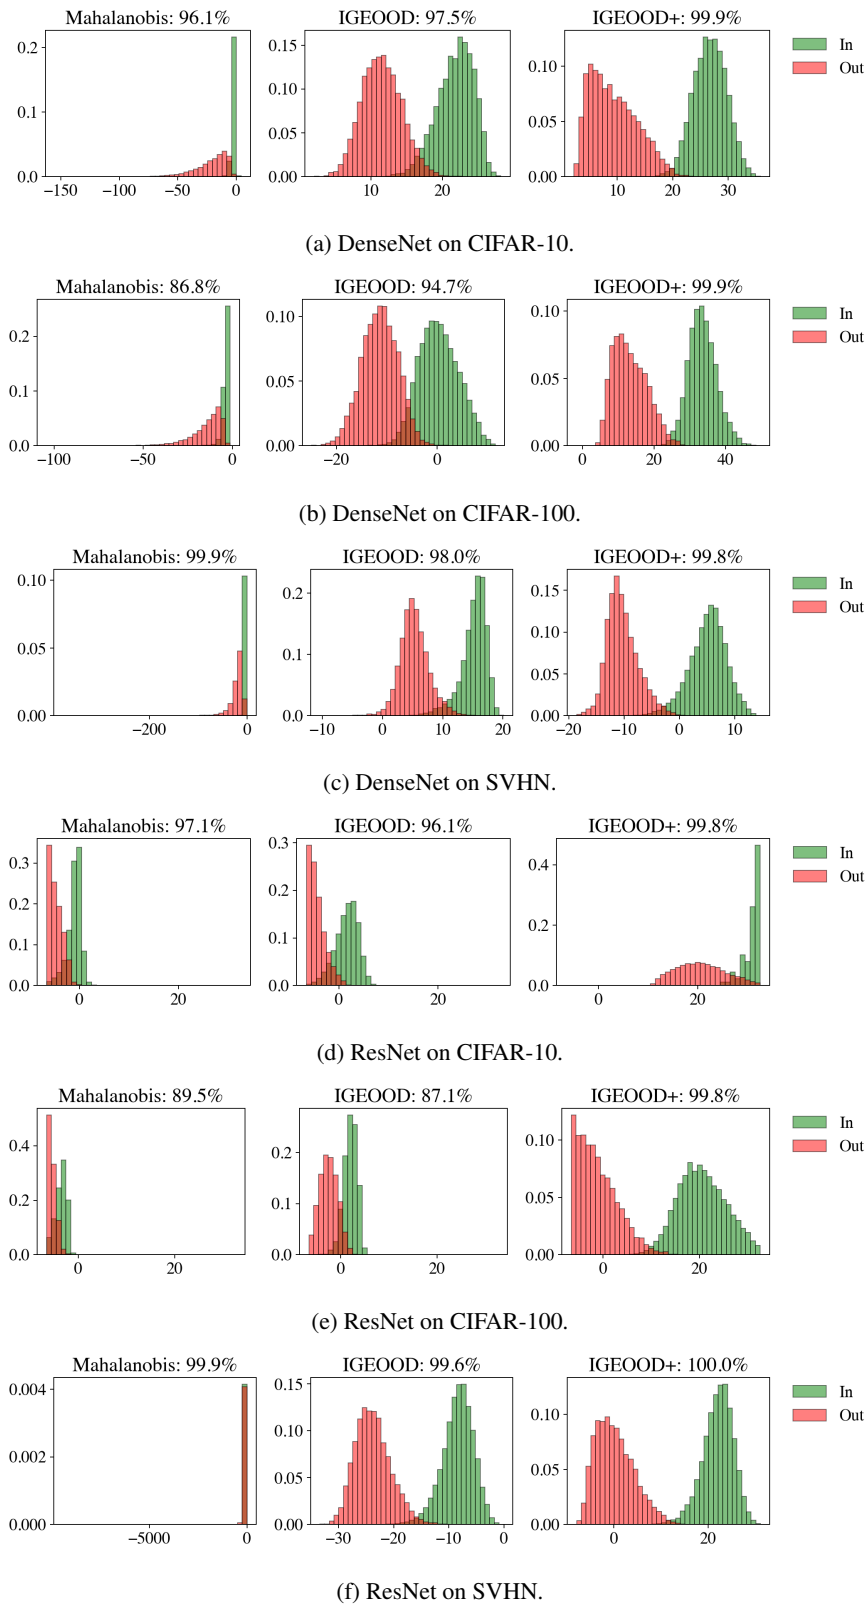 Mahalanobis: 96.1% IGEOOD: 97.5% IGEOOD+: 99.9%
In
Out
0.2 0.1 0.0
−150 −100 −50 0
0.15 0.10 0.05 0.00
10 20
0.10 0.05 0.00
10 20 30
(a) DenseNet on CIFAR-10.
Mahalanobis: 86.8% IGEOOD: 94.7% IGEOOD+: 99.9%
In
Out
0.2 0.1 0.0
−100 −50 0
0.10 0.05 0.00
−20 0
0.10 0.05 0.00
0 20 40
(b) DenseNet on CIFAR-100.
Mahalanobis: 99.9% IGEOOD: 98.0% IGEOOD+: 99.8%
In
Out
0.10 0.05 0.00
−200 0
0.2 0.1 0.0
−10 0 10 20
0.15 0.10 0.05 0.00
−20 −10 0 10
(c) DenseNet on SVHN.
Mahalanobis: 97.1% IGEOOD: 96.1% IGEOOD+: 99.8%
In
Out
0.3 0.2 0.1 0.0
0 20
0.3 0.2 0.1 0.0
0 20
0.4 0.2 0.0
0 20
(d) ResNet on CIFAR-10.
Mahalanobis: 89.5% IGEOOD: 87.1% IGEOOD+: 99.8%
In
Out
0.4 0.2 0.0
0 20
0.2 0.1 0.0
0 20
0.10 0.05 0.00
0 20
(e) ResNet on CIFAR-100.
Mahalanobis: 99.9% IGEOOD: 99.6% IGEOOD+: 100.0%
In
Out
0.004 0.002 0.000
−5000 0
0.15 0.10 0.05 0.00
−30 −20 −10 0
0.10 0.05 0.00
0 20
(f) ResNet on SVHN.